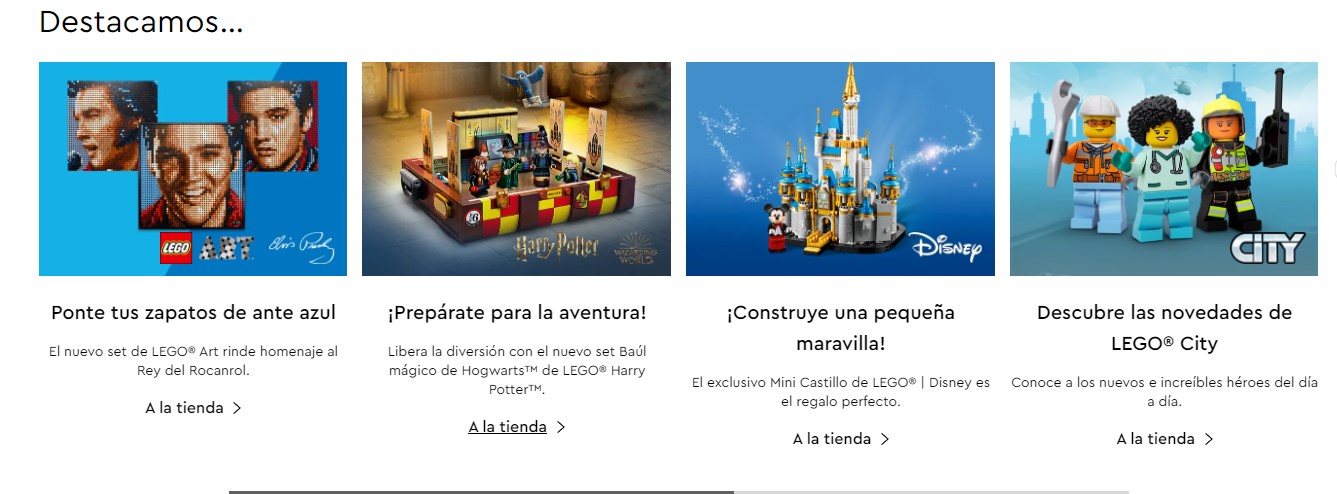 Destacamos...
LEGO ART Elvis Presley
Harry Potter WIZARDING WORLD
Disney
CITY
Ponte tus zapatos de ante azul
El nuevo set de LEGO® Art rinde homenaje al
Rey del Rocanrol.
A la tienda
¡Prepárate para la aventura!
Libera la diversión con el nuevo set Baúl
mágico de Hogwarts™ de LEGO® Harry
Potter™.
A la tienda
¡Construye una pequeña
maravilla!
El exclusivo Mini Castillo de LEGO® | Disney es
el regalo perfecto.
A la tienda
Descubre las novedades de
LEGO® City
Conoce a los nuevos e increíbles héroes del día
a día.
A la tienda